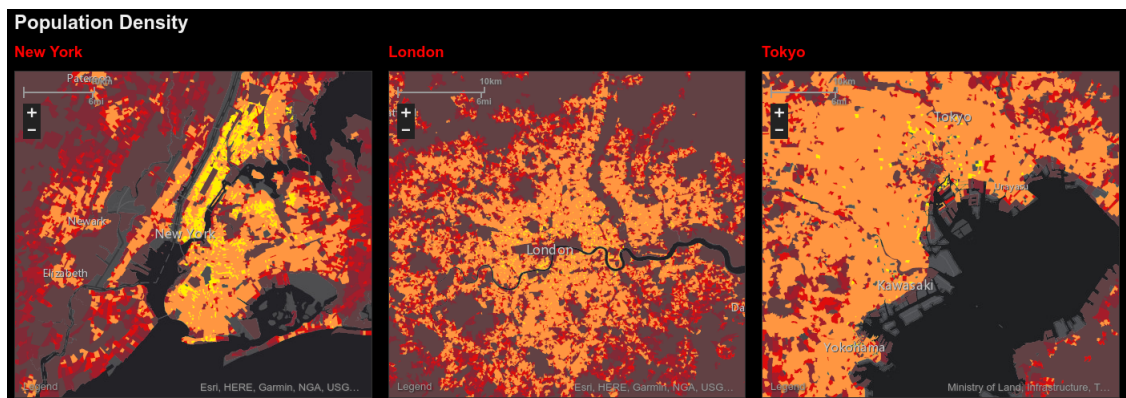 Population Density
New York
London
Tokyo
Paterson
6mi
+
−
Newark
New York
Elizabeth
Legend
Esri, HERE, Garmin, NGA, USG...
10km
6mi
+
−
London
Legend
Esri, HERE, Garmin, NGA, USG...
+
−
Tokyo
Urayasu
Kawasaki
Yokohama
Legend
Ministry of Land, Infrastructure, T...